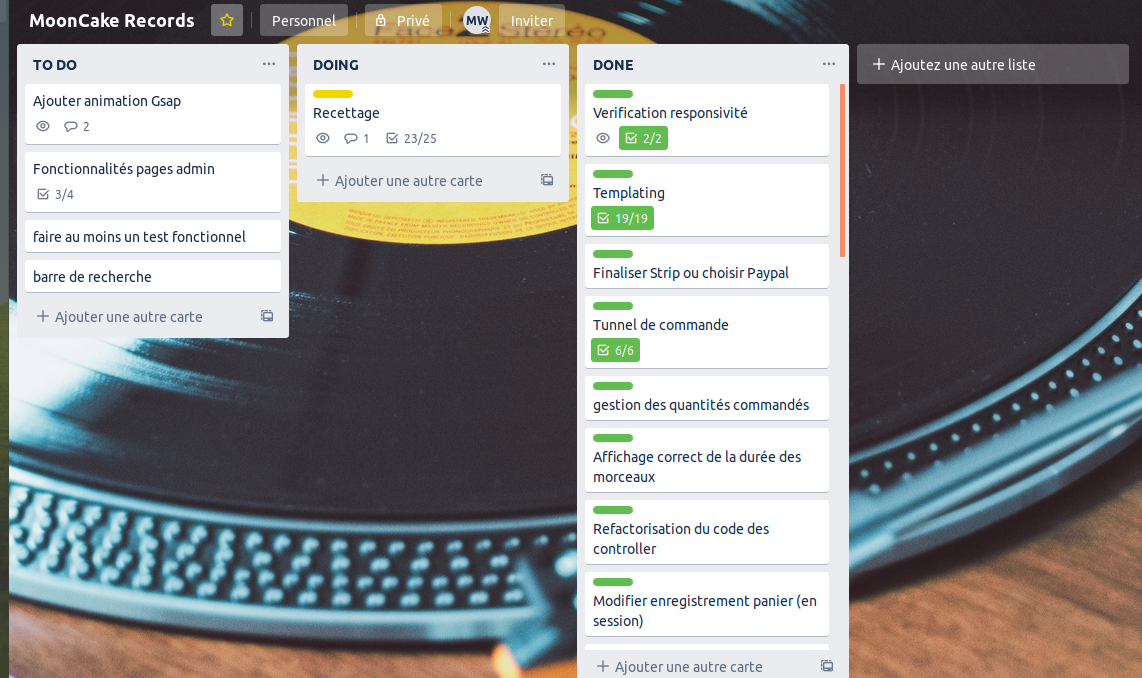 MoonCake Records
Personnel
Privé
MW
Inviter
Face 2 Stéréo
TO DO
Ajouter animation Gsap
2
Fonctionnalités pages admin
3/4
faire au moins un test fonctionnel
barre de recherche
Ajouter une autre carte
DOING
Recettage
1
23/25
Ajouter une autre carte
DONE
Verification responsivité
2/2
Templating
19/19
Finaliser Strip ou choisir Paypal
Tunnel de commande
6/6
gestion des quantités commandés
Affichage correct de la durée des
morceaux
Refactorisation du code des
controller
Modifier enregistrement panier (en
session)
Ajouter une autre carte
Ajoutez une autre liste